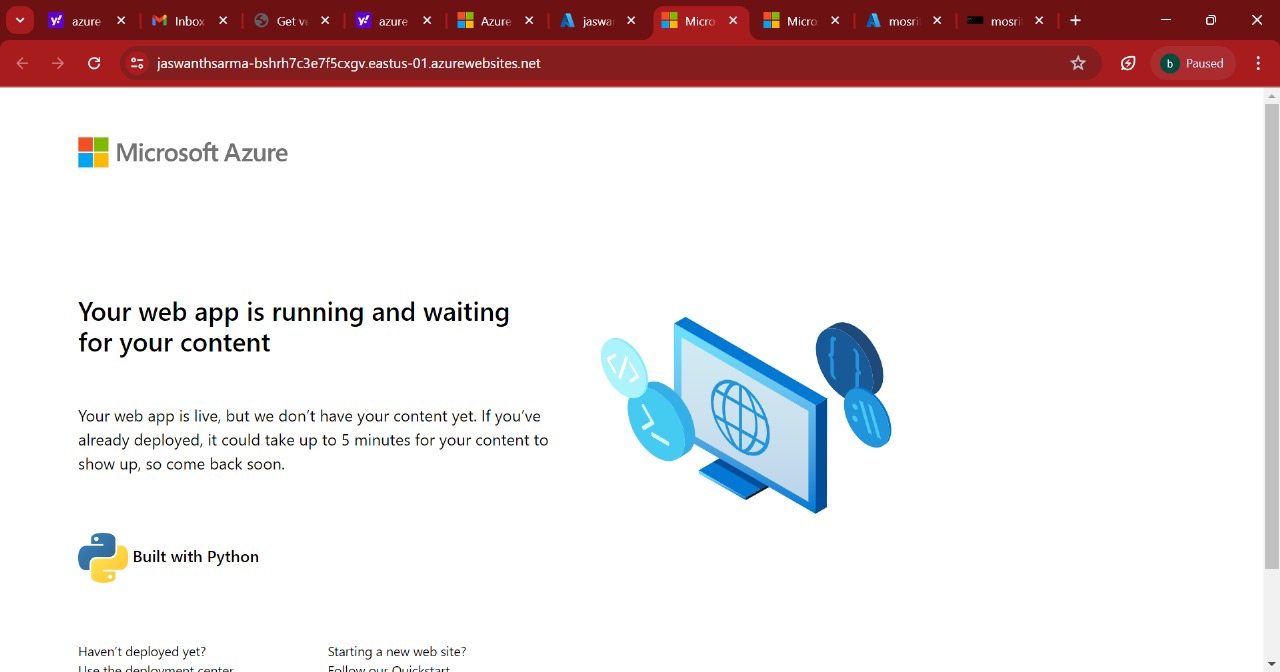 azure
Inbox
Get v
azure
Azure
jaswa
Micro
Micro
mosri
mosri
jaswanthsarma-bshrh7c3e7f5cxgv.eastus-01.azurewebsites.net
b Paused
Microsoft Azure
Your web app is running and waiting
for your content
Your web app is live, but we don’t have your content yet. If you’ve
already deployed, it could take up to 5 minutes for your content to
show up, so come back soon.
Built with Python
Haven’t deployed yet?
Use the deployment center
Starting a new web site?
Follow our Quickstart